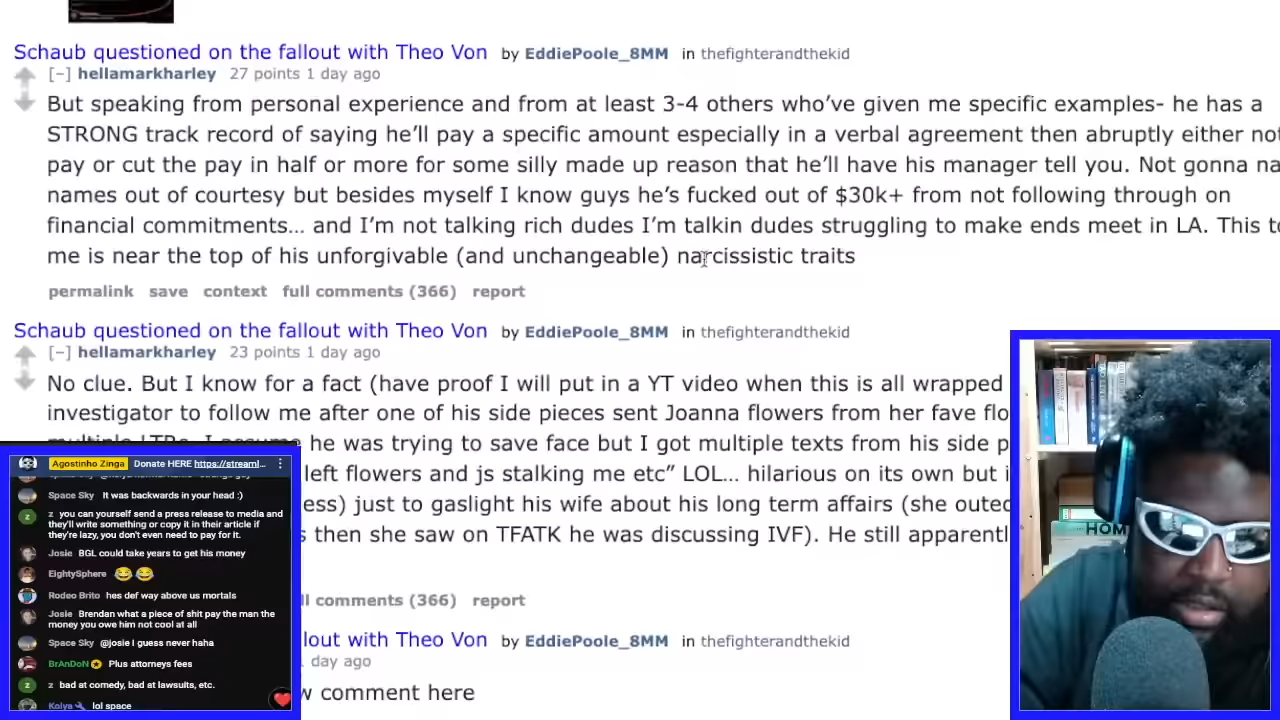 Schaub questioned on the fallout with Theo Von by EddiePoole_8MM in thefighterandthekid
[–] hellamarkharley 27 points 1 day ago
But speaking from personal experience and from at least 3-4 others who've given me specific examples- he has a
STRONG track record of saying he'll pay a specific amount especially in a verbal agreement then abruptly either not
pay or cut the pay in half or more for some silly made up reason that he'll have his manager tell you. Not gonna na
names out of courtesy but besides myself I know guys he's fucked out of $30k+ from not following through on
financial commitments… and I'm not talking rich dudes I'm talkin dudes struggling to make ends meet in LA. This to
me is near the top of his unforgivable (and unchangeable) narcissistic traits
permalink save context full comments (366) report
Schaub questioned on the fallout with Theo Von by EddiePoole_8MM in thefighterandthekid
[–] hellamarkharley 23 points 1 day ago
No clue. But I know for a fact (have proof I will put in a YT video when this is all wrapped
investigator to follow me after one of his side pieces sent Joanna flowers from her fave flo
multiple LTRs. I assume he was trying to save face but I got multiple texts from his side p
left flowers and js stalking me etc" LOL… hilarious on its own but i
ess) just to gaslight his wife about his long term affairs (she outed
s then she saw on TFATK he was discussing IVF). He still apparentl
ll comments (366) report
fallout with Theo Von by EddiePoole_8MM in thefighterandthekid
1 day ago
w comment here
Agostinho Zinga Donate HERE https://streaml...
Space Sky It was backwards in your head :)
z you can yourself send a press release to media and
they'll write something or copy it in their article if
they're lazy, you don't even need to pay for it.
Josie BGL could take years to get his money
EightySphere
Rodeo Brito hes def way above us mortals
Josie Brendan what a piece of shit pay the man the
money you owe him not cool at all
Space Sky @josie i guess never haha
BrAnDoN Plus attorneys fees
z bad at comedy, bad at lawsuits, etc.
Kolya lol space
HOM